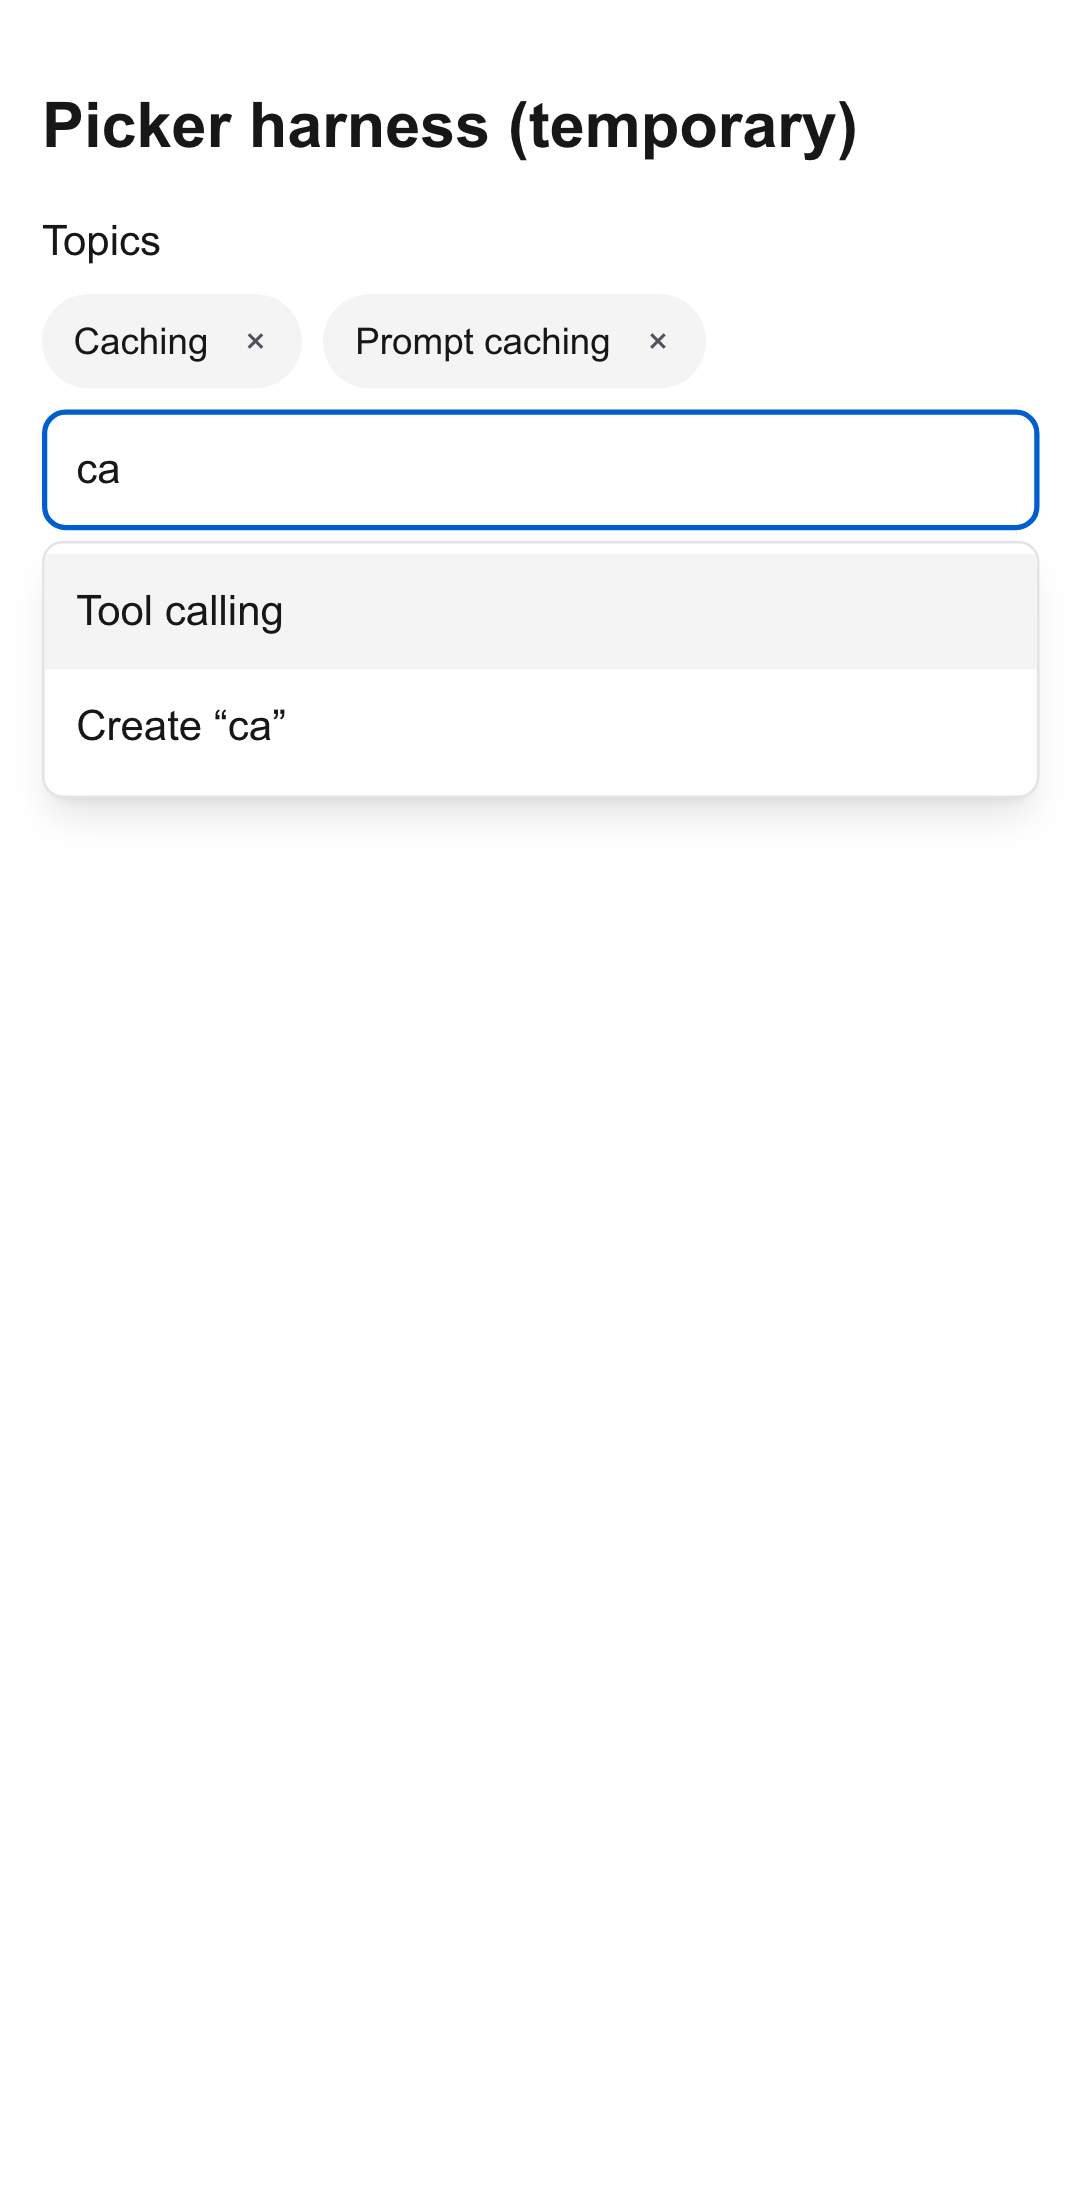 Picker harness (temporary)
Topics
Caching × Prompt caching ×
ca
Tool calling
Create “ca”